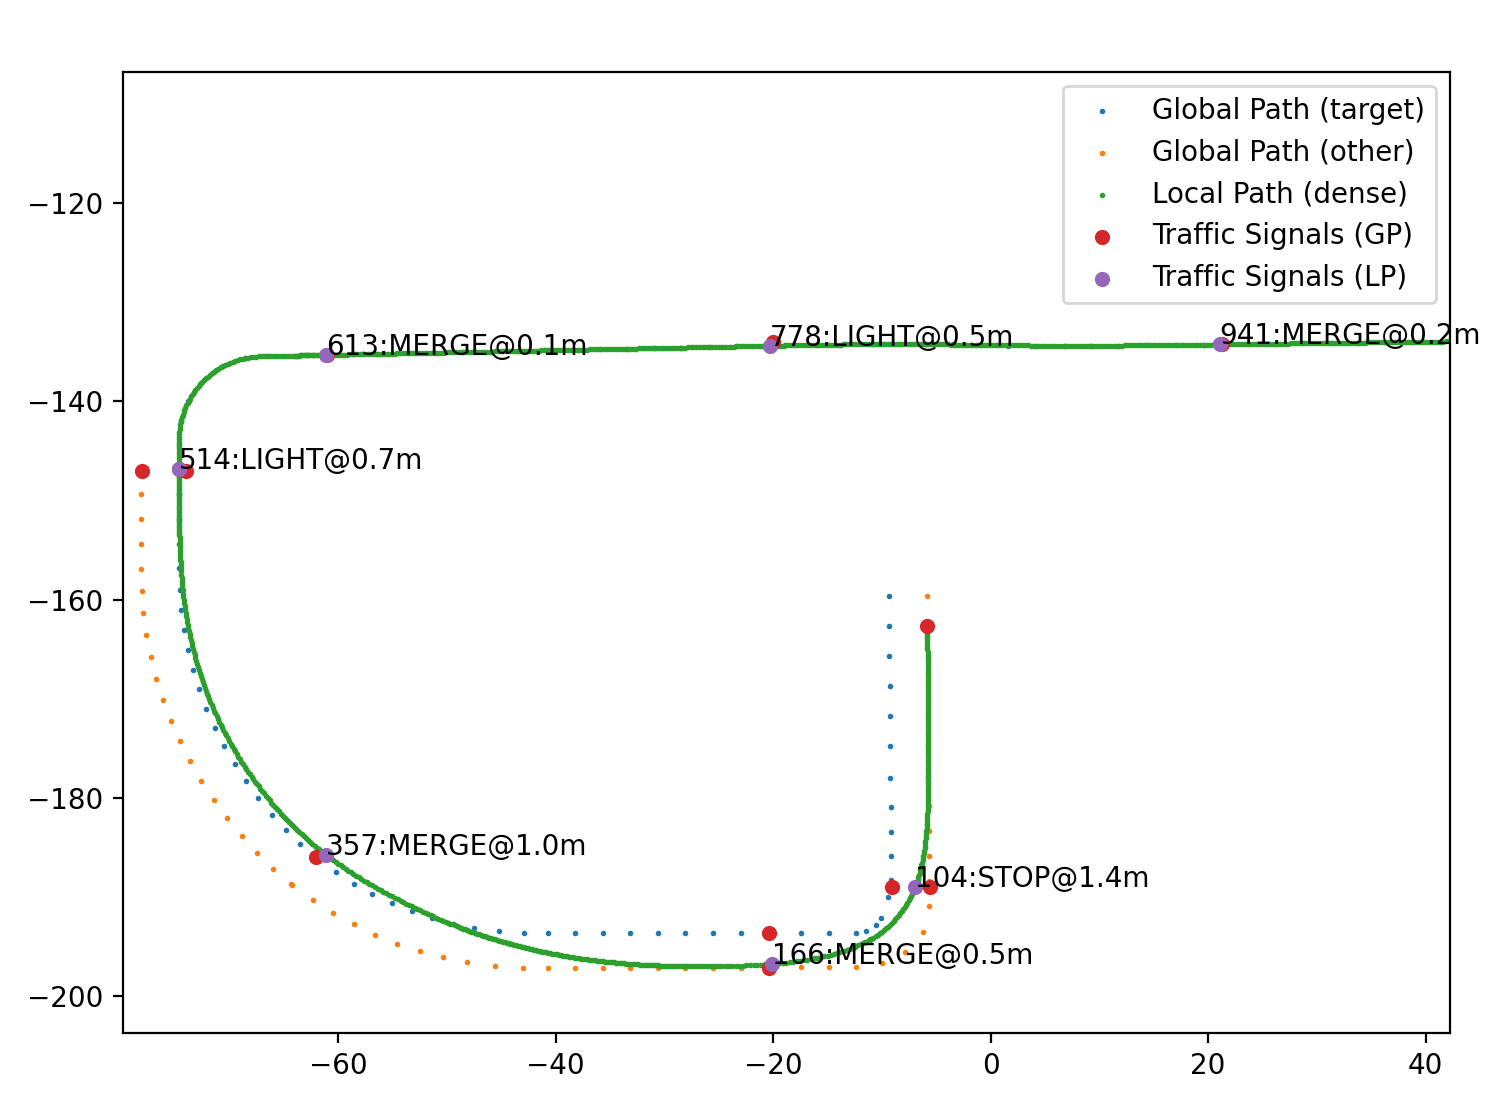 Global Path (target)
Global Path (other)
Local Path (dense)
Traffic Signals (GP)
Traffic Signals (LP)
−120
−140
−160
−180
−200
613:MERGE@0.1m
778:LIGHT@0.5m
941:MERGE@0.2m
514:LIGHT@0.7m
357:MERGE@1.0m
104:STOP@1.4m
166:MERGE@0.5m
−60
−40
−20
0
20
40